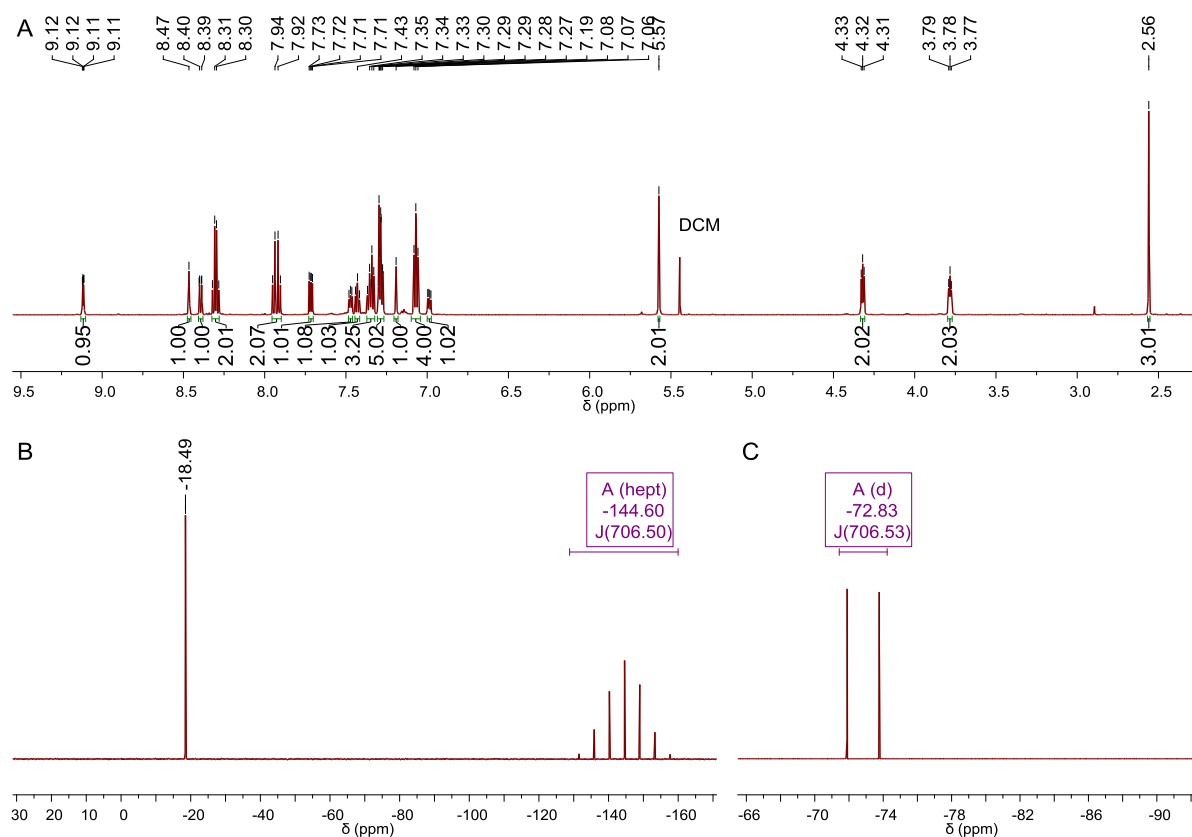 A
9.12 9.12 9.11 9.11 8.47 8.40 8.39 8.31 8.30 7.94 7.92 7.73 7.72 7.71 7.71 7.43 7.35 7.34 7.33 7.30 7.29 7.29 7.28 7.27 7.19 7.08 7.07 7.06 5.57 4.33 4.32 4.31 3.79 3.78 3.77 2.56
DCM
0.95 1.00 1.00 2.01 2.07 1.01 1.08 1.03 3.25 5.02 1.00 4.00 1.02 2.01 2.02 2.03 3.01
9.5 9.0 8.5 8.0 7.5 7.0 6.5 6.0 5.5 5.0 4.5 4.0 3.5 3.0 2.5
δ (ppm)
B
-18.49
A (hept)
-144.60
J(706.50)
30 20 10 0 -20 -40 -60 -80 -100 -120 -140 -160
δ (ppm)
C
A (d)
-72.83
J(706.53)
-66 -70 -74 -78 -82 -86 -90
δ (ppm)